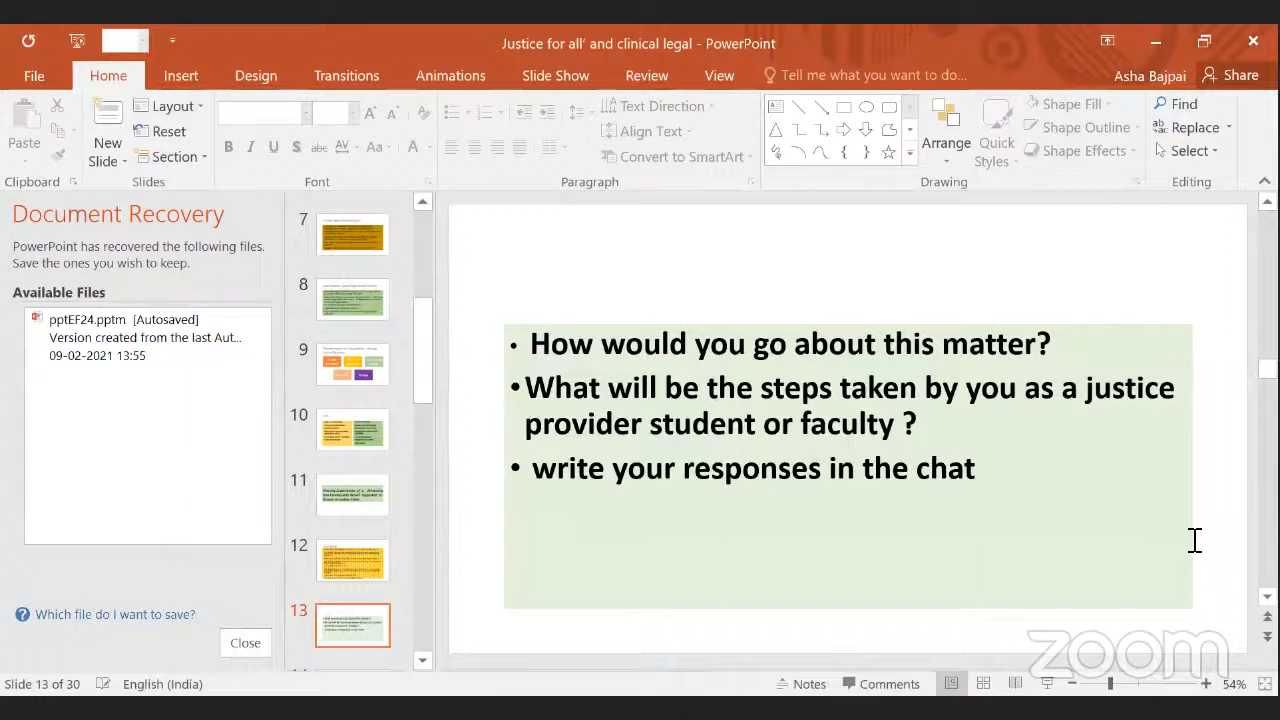 Justice for all' and clinical legal - PowerPoint
File Home Insert Design Transitions Animations Slide Show Review View Tell me what you want to do... Asha Bajpai Share
Paste
Clipboard
New Slide
Layout
Reset
Section
Slides
B I U S abc AV Aa A
Font
Text Direction
Align Text
Convert to SmartArt
Paragraph
Arrange
Quick Styles
Shape Fill
Shape Outline
Shape Effects
Drawing
Find
Replace
Select
Editing
Document Recovery
PowerPoint has recovered the following files.
Save the ones you wish to keep.
Available Files
pptEF24.pptm [Autosaved]
Version created from the last Aut...
09-02-2021 13:55
Which file do I want to save?
Close
7
8
9
10
11
12
13
• How would you go about this matter?
• What will be the steps taken by you as a justice
provider student or faculty ?
• write your responses in the chat
zoom
Slide 13 of 30 English (India) Notes Comments 54%